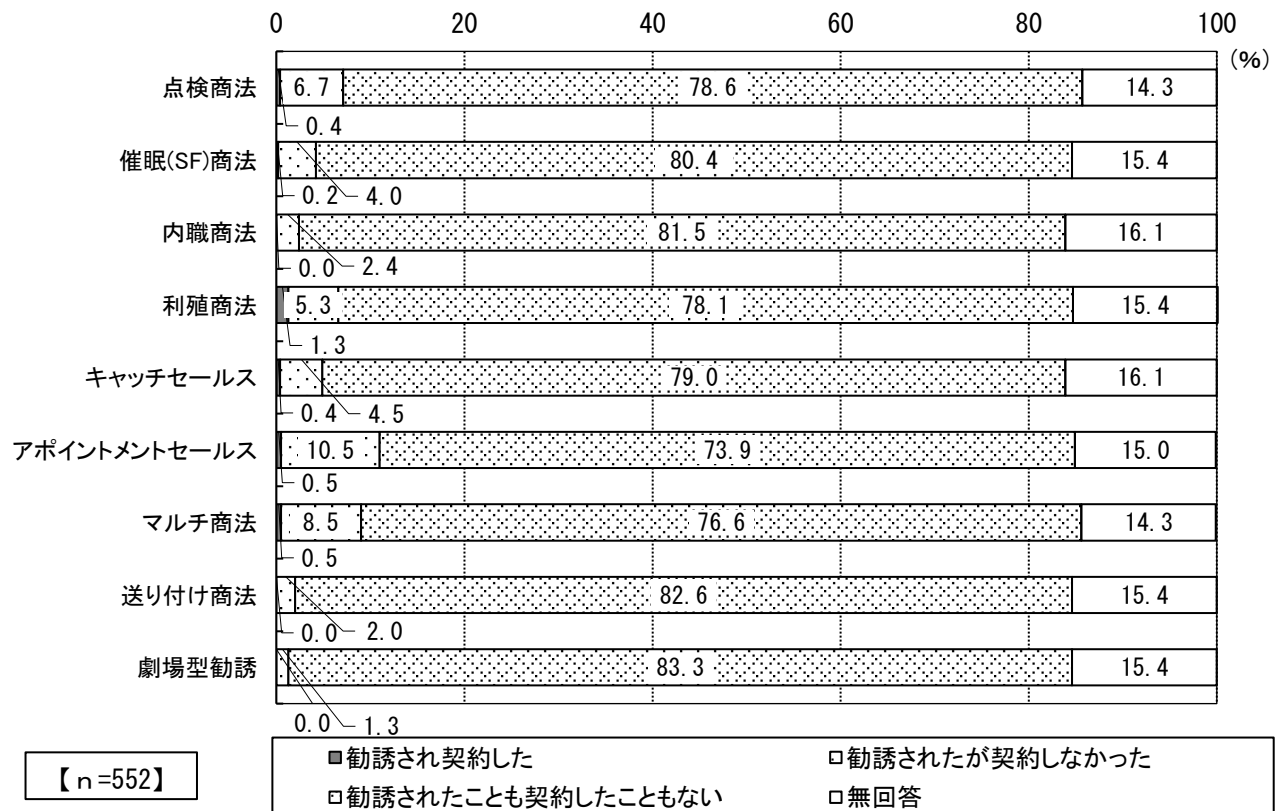 0 20 40 60 80 100
(%)
点検商法 6.7 78.6 14.3
0.4
催眠(SF)商法 80.4 15.4
0.2 4.0
内職商法 81.5 16.1
0.0 2.4
利殖商法 5.3 78.1 15.4
1.3
キャッチセールス 79.0 16.1
0.4 4.5
アポイントメントセールス 10.5 73.9 15.0
0.5
マルチ商法 8.5 76.6 14.3
0.5
送り付け商法 82.6 15.4
0.0 2.0
劇場型勧誘 83.3 15.4
0.0 1.3
【n=552】
勧誘され契約した 勧誘されたが契約しなかった
勧誘されたことも契約したこともない 無回答